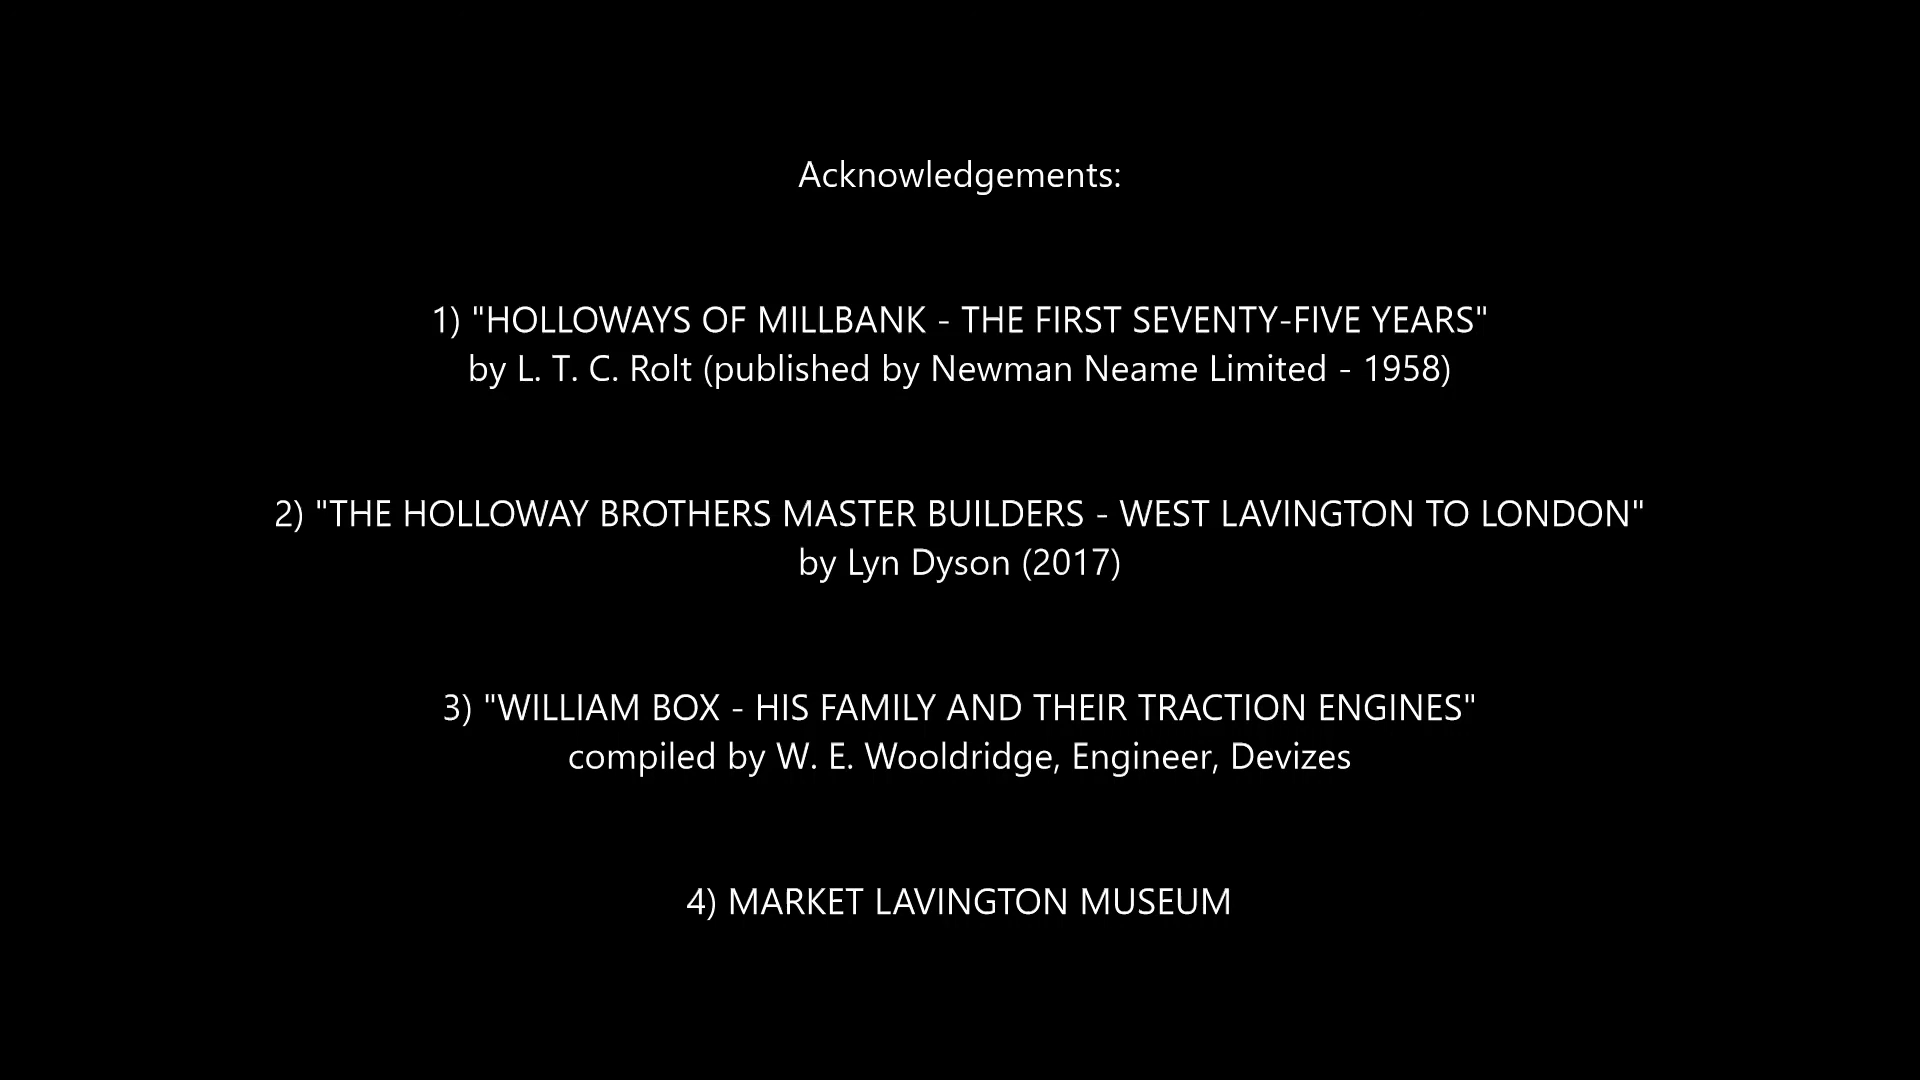 Acknowledgements:
1) "HOLLOWAYS OF MILLBANK - THE FIRST SEVENTY-FIVE YEARS"
by L. T. C. Rolt (published by Newman Neame Limited - 1958)
2) "THE HOLLOWAY BROTHERS MASTER BUILDERS - WEST LAVINGTON TO LONDON"
by Lyn Dyson (2017)
3) "WILLIAM BOX - HIS FAMILY AND THEIR TRACTION ENGINES"
compiled by W. E. Wooldridge, Engineer, Devizes
4) MARKET LAVINGTON MUSEUM